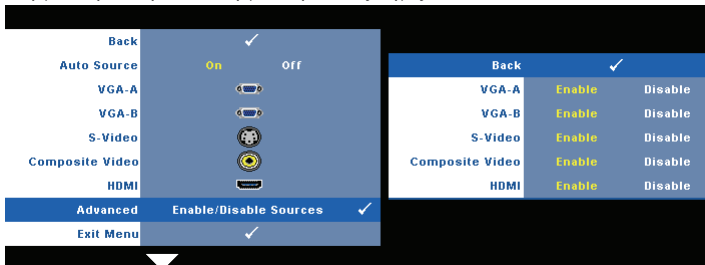 Back
Auto Source On Off
VGA-A
VGA-B
S-Video
Composite Video
HDMI
Advanced Enable/Disable Sources
Exit Menu
Back
VGA-A Enable Disable
VGA-B Enable Disable
S-Video Enable Disable
Composite Video Enable Disable
HDMI Enable Disable